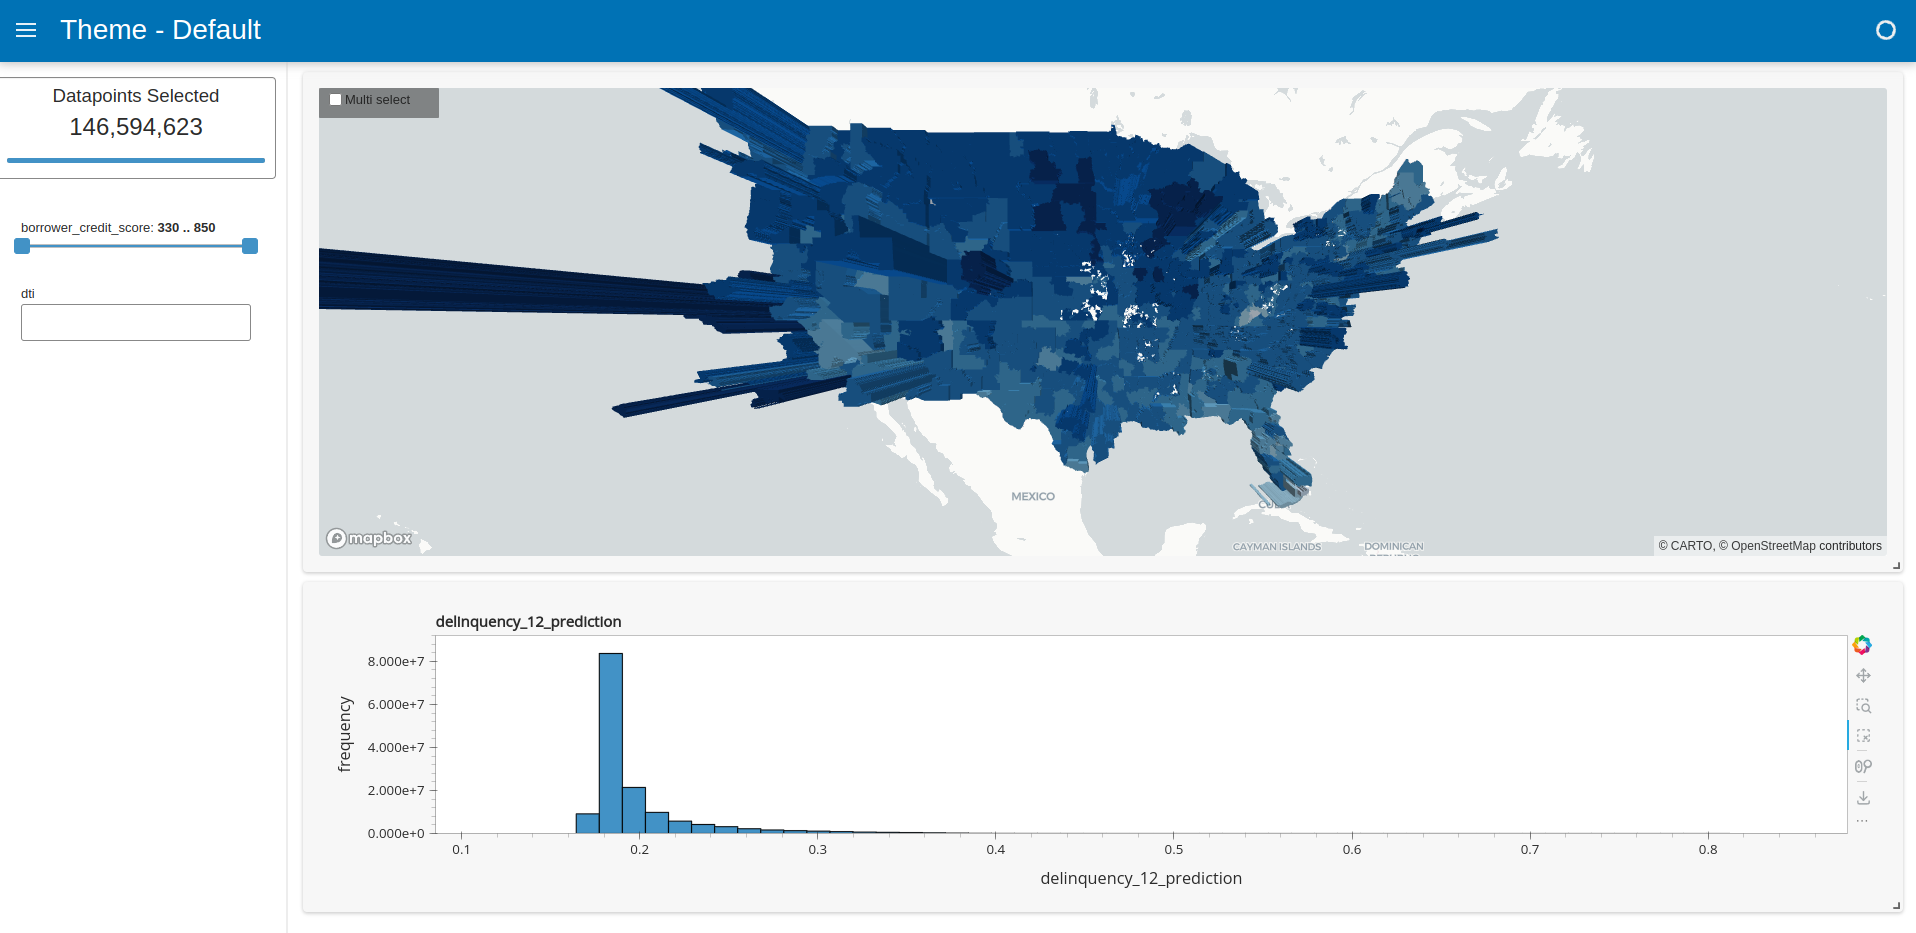 Theme - Default
Datapoints Selected
146,594,623
borrower_credit_score: 330 .. 850
dti
Multi select
MEXICO
CAYMAN ISLANDS
DOMINICAN
mapbox
© CARTO, © OpenStreetMap contributors
delinquency_12_prediction
frequency
8.000e+7
6.000e+7
4.000e+7
2.000e+7
0.000e+0
0.1 0.2 0.3 0.4 0.5 0.6 0.7 0.8
delinquency_12_prediction